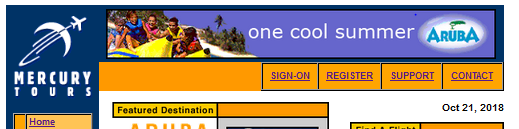 one cool summer
ARUBA
MERCURY
TOURS
SIGN-ON
REGISTER
SUPPORT
CONTACT
Oct 21, 2018
Home
Featured Destination
ARUBA
Find A Flight